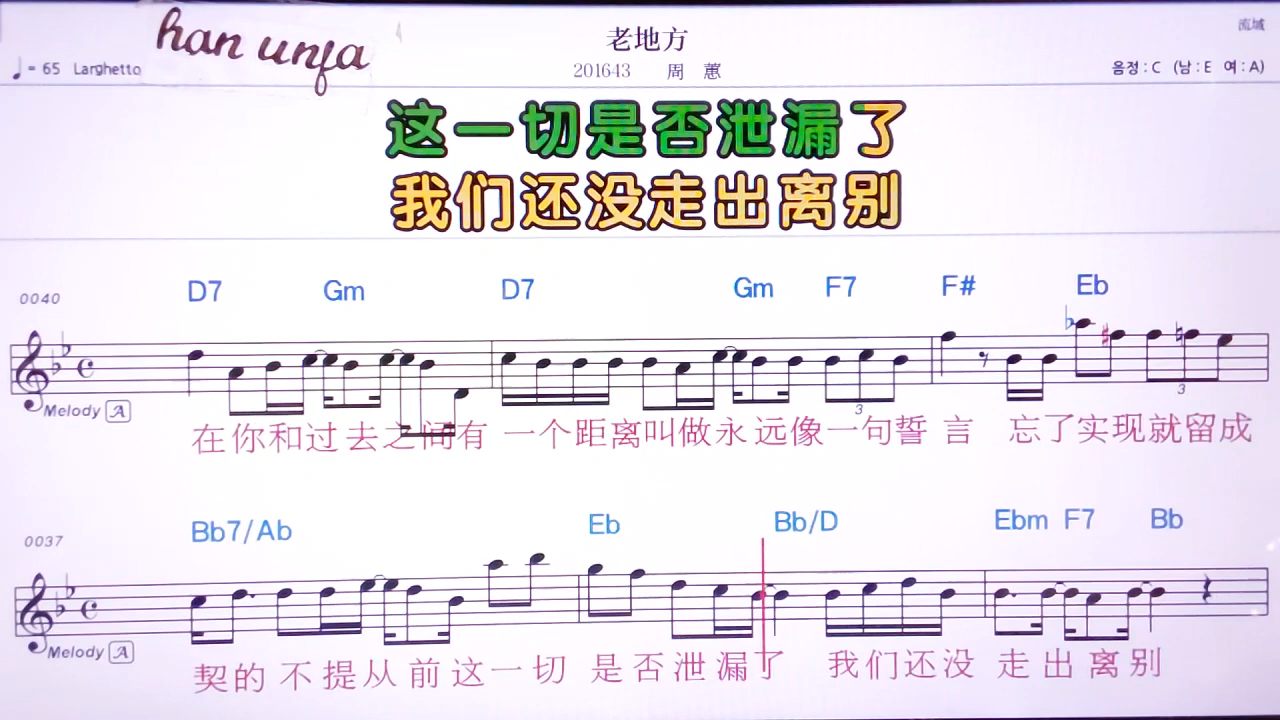 han unfa
老地方
流域
♩= 65 Larghetto
201643 周 蕙
음정 : C (남 : E 여 : A)
这一切是否泄漏了
我们还没走出离别
0040
D7 Gm D7 Gm F7 F# Eb
3 3
Melody A
在你和过去之间有 一个距离叫做永远像一句誓言 忘了实现就留成
0037
Bb7/Ab Eb Bb/D Ebm F7 Bb
Melody A
契的不提从前这一切 是否泄漏了 我们还没 走出离别